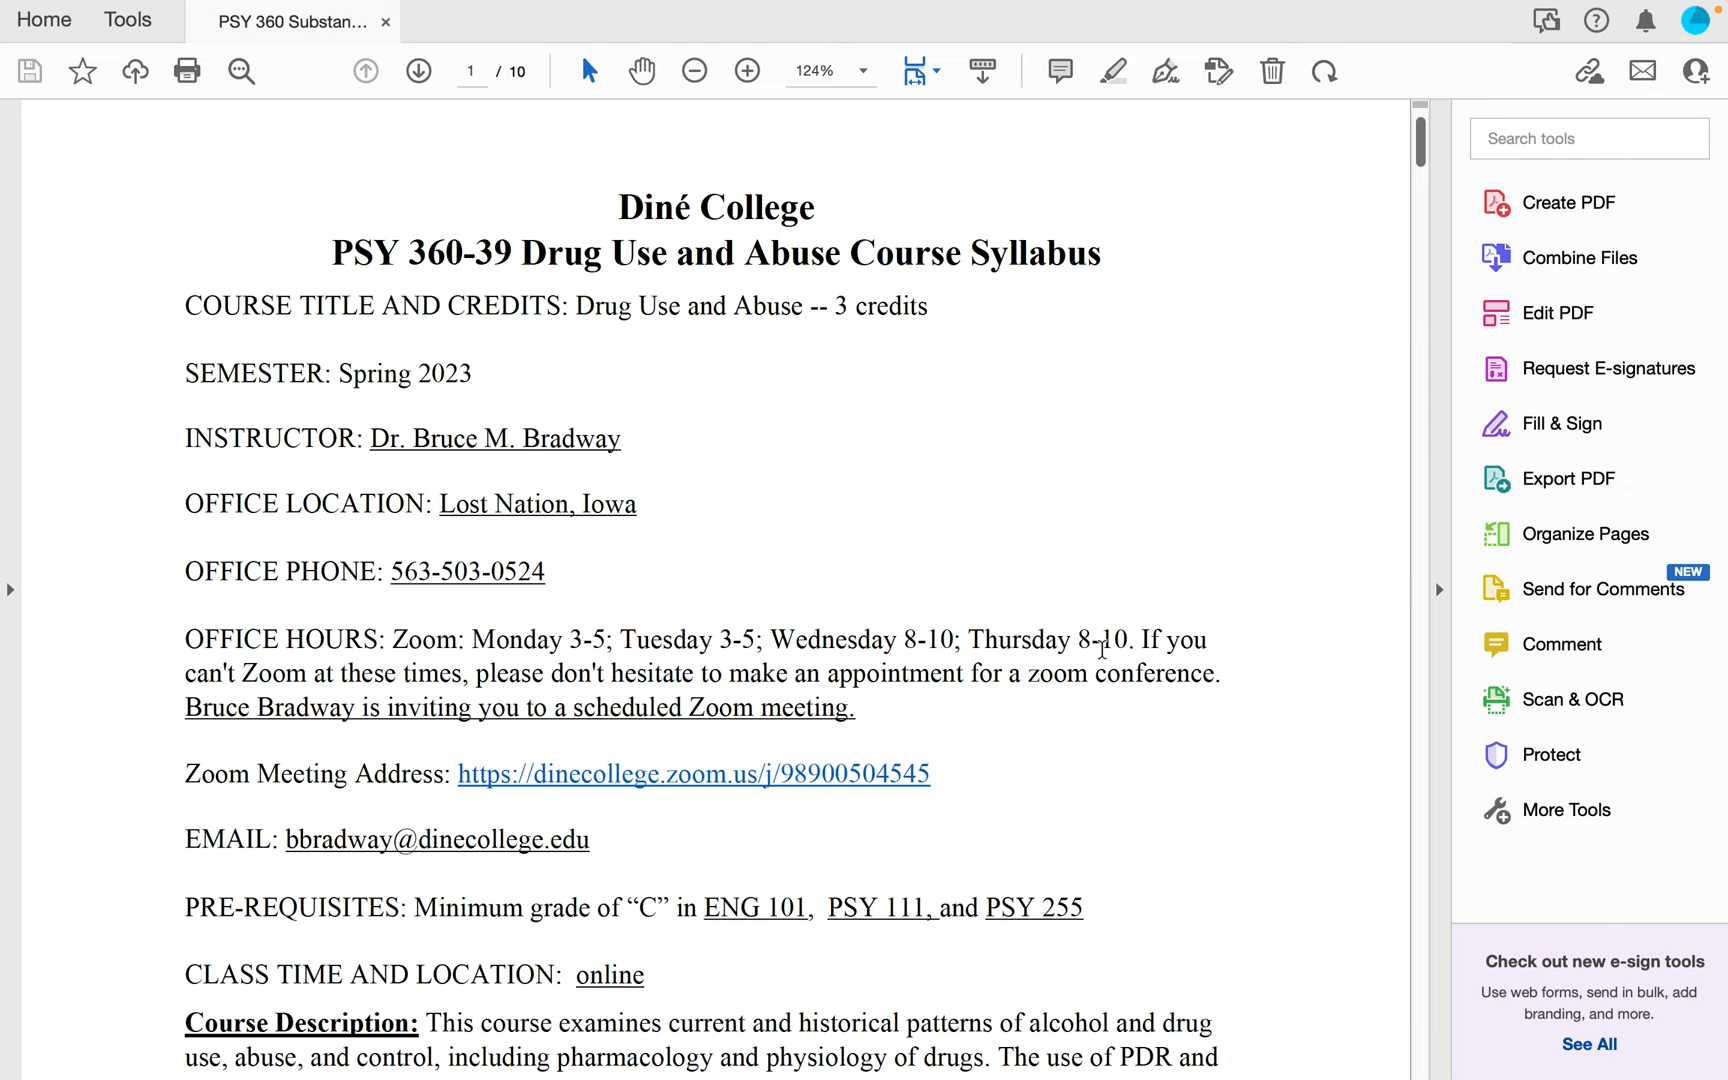 Home Tools PSY 360 Substan... ×
1 / 10 124%
Diné College
PSY 360-39 Drug Use and Abuse Course Syllabus
COURSE TITLE AND CREDITS: Drug Use and Abuse -- 3 credits
SEMESTER: Spring 2023
INSTRUCTOR: Dr. Bruce M. Bradway
OFFICE LOCATION: Lost Nation, Iowa
OFFICE PHONE: 563-503-0524
OFFICE HOURS: Zoom: Monday 3-5; Tuesday 3-5; Wednesday 8-10; Thursday 8-10. If you
can't Zoom at these times, please don't hesitate to make an appointment for a zoom conference.
Bruce Bradway is inviting you to a scheduled Zoom meeting.
Zoom Meeting Address: https://dinecollege.zoom.us/j/98900504545
EMAIL: bbradway@dinecollege.edu
PRE-REQUISITES: Minimum grade of “C” in ENG 101, PSY 111, and PSY 255
CLASS TIME AND LOCATION: online
Course Description: This course examines current and historical patterns of alcohol and drug
use, abuse, and control, including pharmacology and physiology of drugs. The use of PDR and
Search tools
Create PDF
Combine Files
Edit PDF
Request E-signatures
Fill & Sign
Export PDF
Organize Pages
NEW
Send for Comments
Comment
Scan & OCR
Protect
More Tools
Check out new e-sign tools
Use web forms, send in bulk, add
branding, and more.
See All